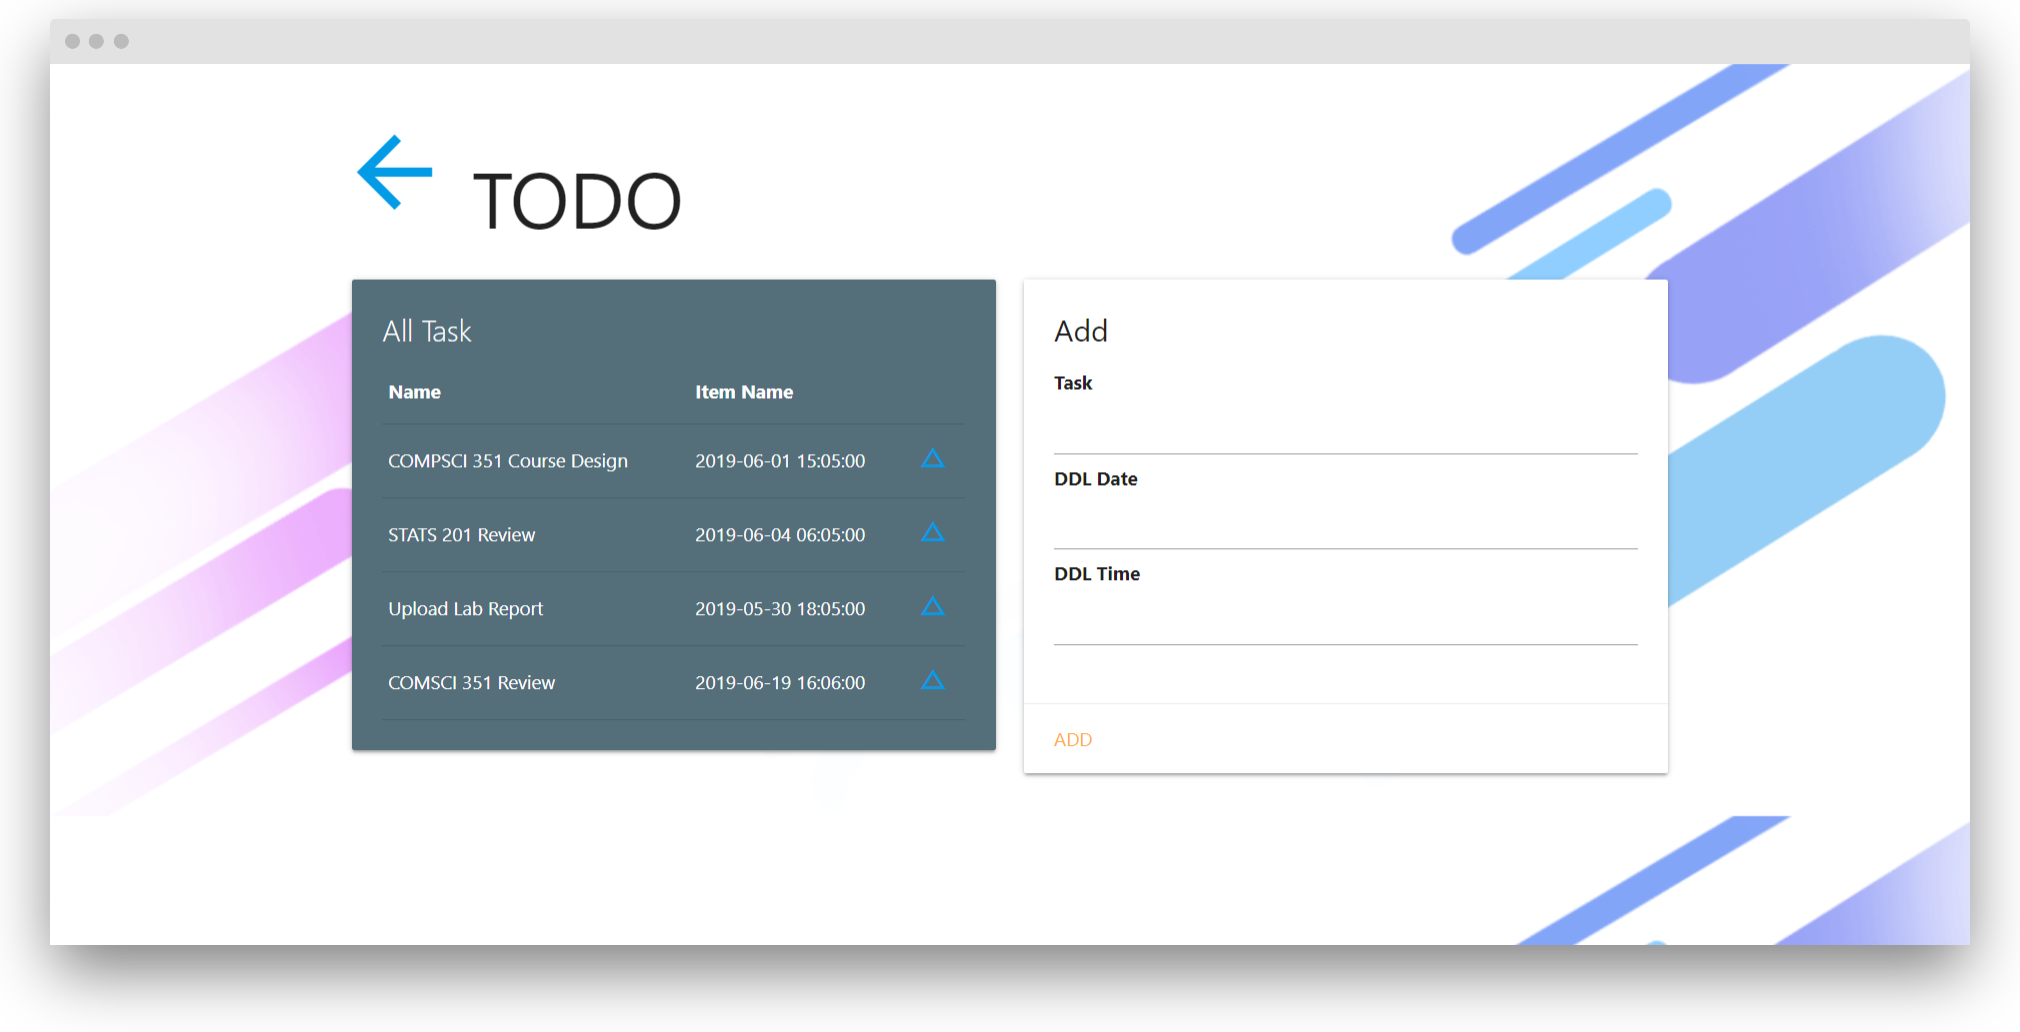 TODO
All Task
Name Item Name
COMPSCI 351 Course Design 2019-06-01 15:05:00
STATS 201 Review 2019-06-04 06:05:00
Upload Lab Report 2019-05-30 18:05:00
COMSCI 351 Review 2019-06-19 16:06:00
Add
Task
DDL Date
DDL Time
ADD